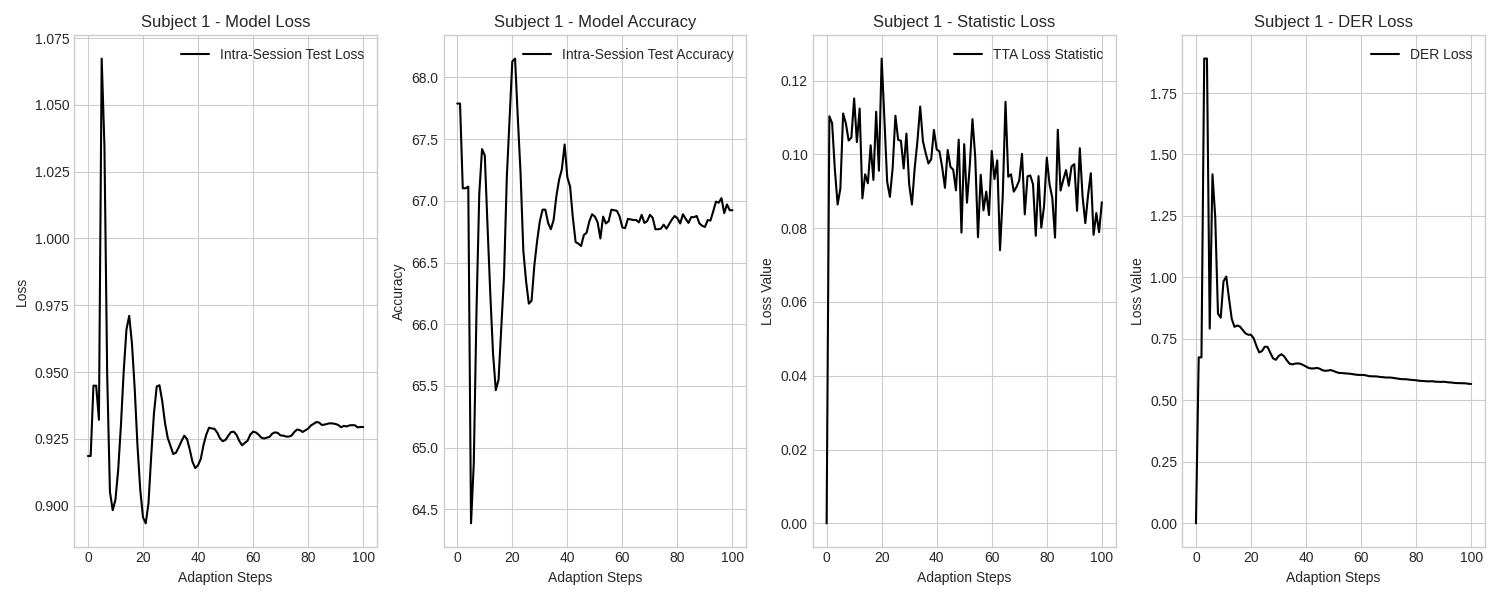 Subject 1 - Model Loss
Intra-Session Test Loss
1.075
1.050
1.025
1.000
0.975
0.950
0.925
0.900
Loss
0 20 40 60 80 100
Adaption Steps
Subject 1 - Model Accuracy
Intra-Session Test Accuracy
68.0
67.5
67.0
66.5
66.0
65.5
65.0
64.5
Accuracy
0 20 40 60 80 100
Adaption Steps
Subject 1 - Statistic Loss
TTA Loss Statistic
0.12
0.10
0.08
0.06
0.04
0.02
0.00
Loss Value
0 20 40 60 80 100
Adaption Steps
Subject 1 - DER Loss
DER Loss
1.75
1.50
1.25
1.00
0.75
0.50
0.25
0.00
Loss Value
0 20 40 60 80 100
Adaption Steps